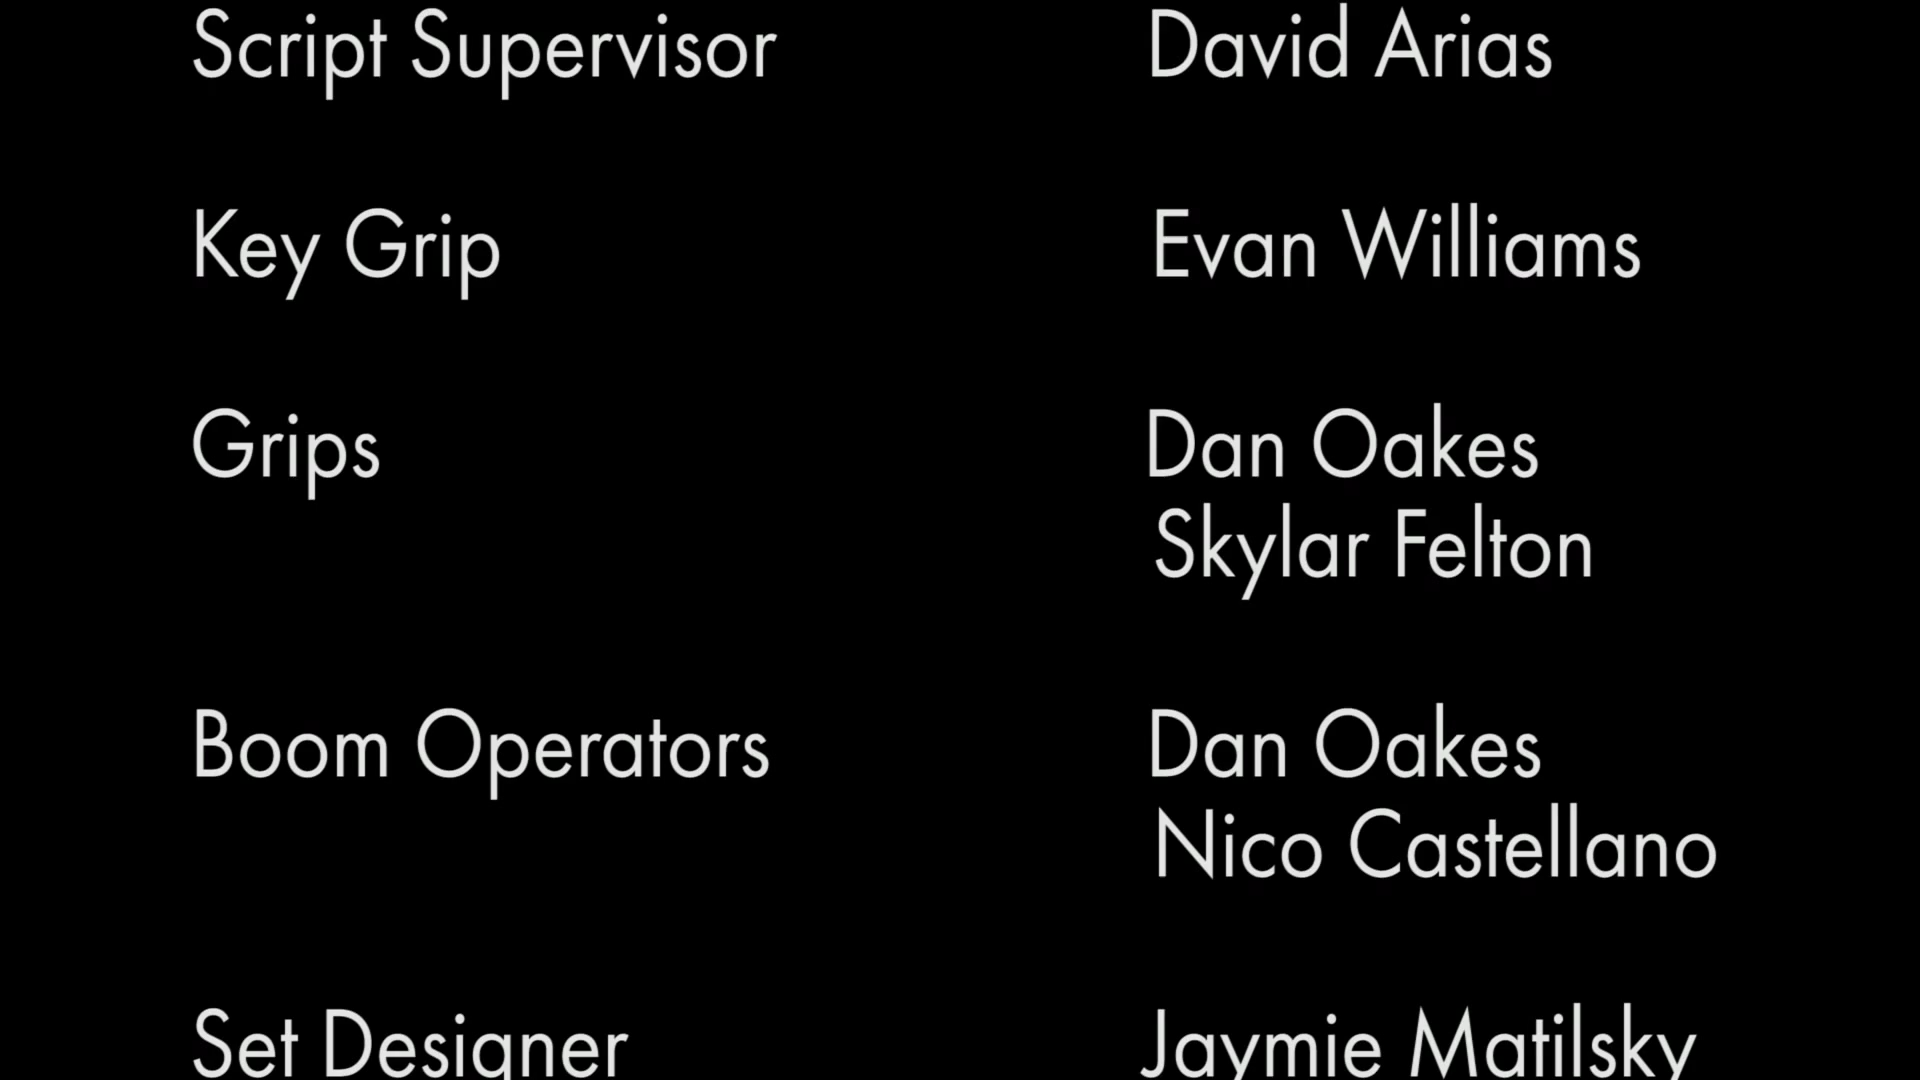 Script Supervisor David Arias
Key Grip Evan Williams
Grips Dan Oakes
Skylar Felton
Boom Operators Dan Oakes
Nico Castellano
Set Designer Jaymie Matilsky